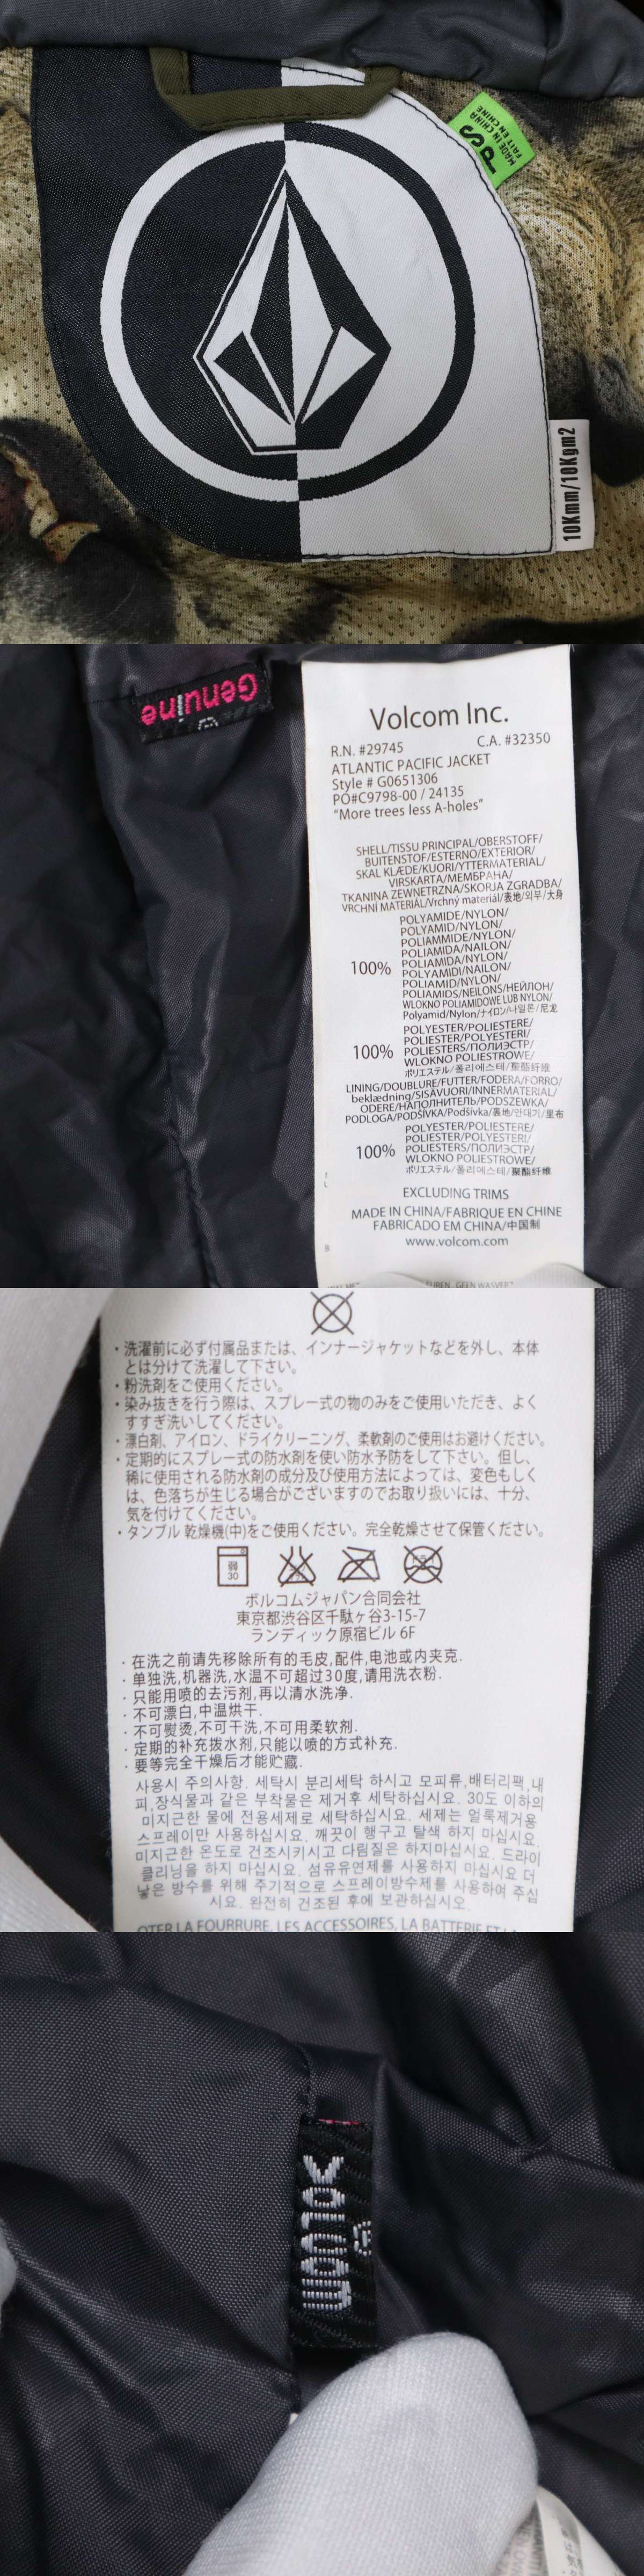 S/P
MADE IN CHINA
FAIT EN CHINE
10Kmm/10Kgm2
Genuine
Volcom Inc.
R.N. #29745 C.A. #32350
ATLANTIC PACIFIC JACKET
Style # G0651306
PO#C9798-00 / 24135
"More trees less A-holes"
SHELL/TISSU PRINCIPAL/OBERSTOFF/
BUITENSTOF/ESTERNO/EXTERIOR/
SKAL KLÆDE/KUORI/YTTERMATERIAL/
VIRSKARTA/МЕМБРАНА/
TKANINA ZEWNETRZNA/SKORJA ZGRADBA/
VRCHNÍ MATERIÁL/Vrchný materiál/表地/외부/大身
100%
POLYAMIDE/NYLON/
POLYAMID/NYLON/
POLIAMMIDE/NYLON/
POLIAMIDA/NAILON/
POLIAMIDA/NYLON/
POLYAMIDI/NAILON/
POLIAMID/NYLON/
POLIAMIDS/NEILONS/НЕЙЛОН/
WLOKNO POLIAMIDOWE LUB NYLON/
Polyamid/Nylon/ナイロン/나일론/尼龙
100%
POLYESTER/POLIESTERE/
POLIESTER/POLYESTERI/
POLIESTERS/ПОЛИЭСТР/
WLOKNO POLIESTROWE/
ポリエステル/폴리에스테/聚酯纤维
LINING/DOUBLURE/FUTTER/FODERA/FORRO/
beklædning/SISÄVUORI/INNERMATERIAL/
ODERE/НАПОЛНИТЕЛЬ/PODSZEWKA/
PODLOGA/PODŠÍVKA/Podšívka/裏地/안대기/里布
100%
POLYESTER/POLIESTERE/
POLIESTER/POLYESTERI/
POLIESTERS/ПОЛИЭСТР/
WLOKNO POLIESTROWE/
ポリエステル/폴리에스테/聚酯纤维
EXCLUDING TRIMS
MADE IN CHINA/FABRIQUE EN CHINE
FABRICADO EM CHINA/中国制
www.volcom.com
・洗濯前に必ず付属品または、インナージャケットなどを外し、本体
とは分けて洗濯して下さい。
・粉洗剤をご使用ください。
・染み抜きを行う際は、スプレー式の物のみをご使用いただき、よく
すすぎ洗いしてください。
・漂白剤、アイロン、ドライクリーニング、柔軟剤のご使用はお避けください。
・定期的にスプレー式の防水剤を使い防水予防をして下さい。但し、
稀に使用される防水剤の成分及び使用方法によっては、変色もしく
は、色落ちが生じる場合がございますのでお取り扱いには、十分、
気を付けてください。
・タンブル 乾燥機(中)をご使用ください。完全乾燥させて保管ください。
弱
30
ボルコムジャパン合同会社
東京都渋谷区千駄ヶ谷3-15-7
ランディック原宿ビル 6F
· 在洗之前请先移除所有的毛皮,配件,电池或内夹克.
· 单独洗,机器洗,水温不可超过30度,请用洗衣粉.
· 只能用喷的去污剂,再以清水洗净.
· 不可漂白,中温烘干.
· 不可熨烫,不可干洗,不可用柔软剂.
· 定期的补充拨水剂,只能以喷的方式补充.
· 要等完全干燥后才能贮藏.
사용시 주의사항. 세탁시 분리세탁 하시고 모피류,배터리팩,내
피,장식물과 같은 부착물은 제거후 세탁하십시요. 30도 이하의
미지근한 물에 전용세제로 세탁하십시요. 세제는 얼룩제거용
스프레이만 사용하십시요. 깨끗이 행구고 탈색 하지 마십시요.
미지근한 온도로 건조시키시고 다림질은 하지마십시요. 드라이
클리닝을 하지 마십시요. 섬유유연제를 사용하지 마십시요 더
낳은 방수를 위해 주기적으로 스프레이방수제를 사용하여 주십
시요. 완전히 건조된 후에 보관하십시오.
OTER LA FOURRURE, LES ACCESSOIRES, LA BATTERIE ET
VOLCOM